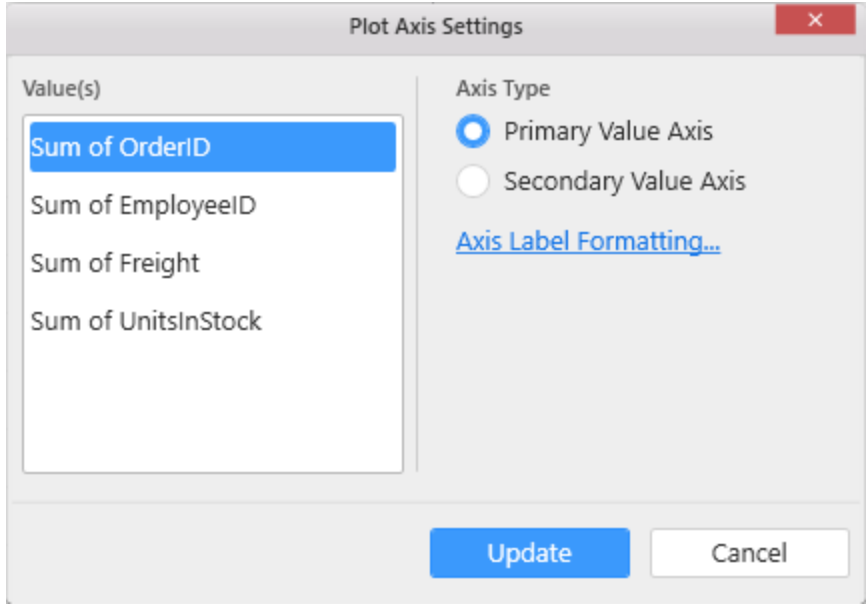 Plot Axis Settings
Value(s)
Sum of OrderID
Sum of EmployeeID
Sum of Freight
Sum of UnitsInStock
Axis Type
Primary Value Axis
Secondary Value Axis
Axis Label Formatting...
Update
Cancel